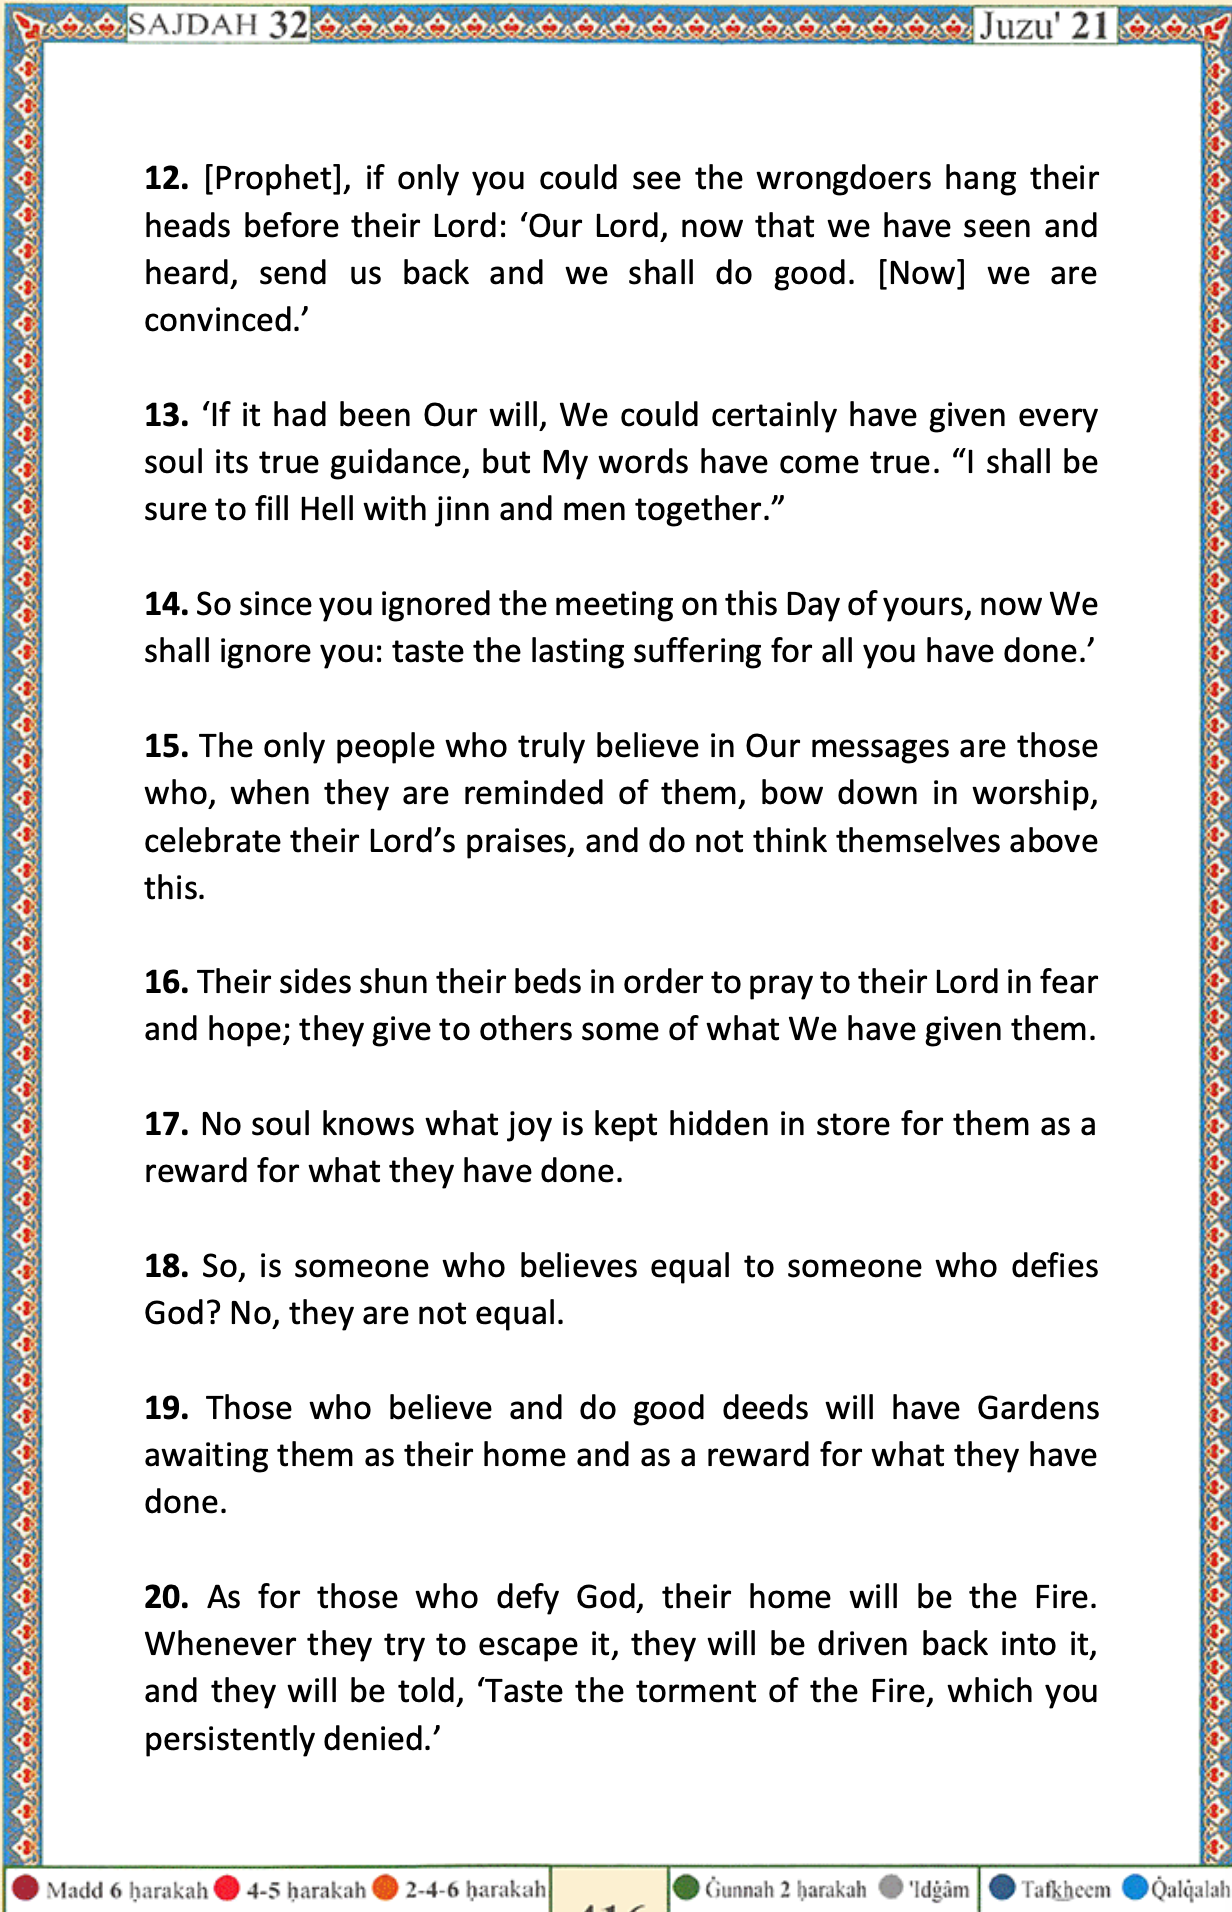 SAJDAH 32
Juzu' 21
12. [Prophet], if only you could see the wrongdoers hang their
heads before their Lord: ‘Our Lord, now that we have seen and
heard, send us back and we shall do good. [Now] we are
convinced.’
13. ‘If it had been Our will, We could certainly have given every
soul its true guidance, but My words have come true. “I shall be
sure to fill Hell with jinn and men together.”
14. So since you ignored the meeting on this Day of yours, now We
shall ignore you: taste the lasting suffering for all you have done.’
15. The only people who truly believe in Our messages are those
who, when they are reminded of them, bow down in worship,
celebrate their Lord’s praises, and do not think themselves above
this.
16. Their sides shun their beds in order to pray to their Lord in fear
and hope; they give to others some of what We have given them.
17. No soul knows what joy is kept hidden in store for them as a
reward for what they have done.
18. So, is someone who believes equal to someone who defies
God? No, they are not equal.
19. Those who believe and do good deeds will have Gardens
awaiting them as their home and as a reward for what they have
done.
20. As for those who defy God, their home will be the Fire.
Whenever they try to escape it, they will be driven back into it,
and they will be told, ‘Taste the torment of the Fire, which you
persistently denied.’
Madd 6 ḥarakah 4-5 ḥarakah 2-4-6 ḥarakah
416
Ġunnah 2 ḥarakah 'Idġâm Tafkheem Q̇alq̇alah